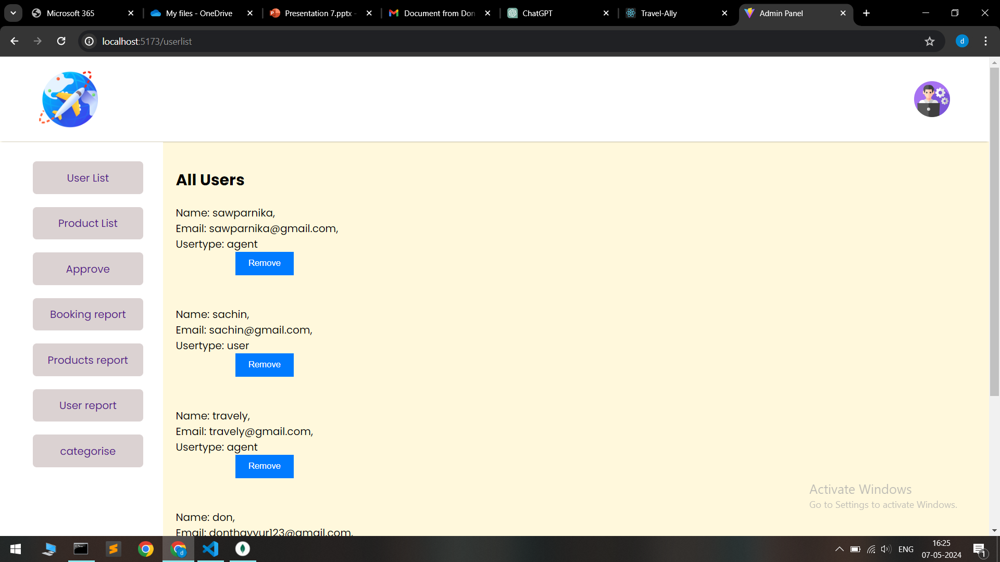 Microsoft 365
My files - OneDrive
Presentation 7.pptx -
Document from Don
ChatGPT
Travel-Ally
Admin Panel
localhost:5173/userlist
d
User List
Product List
Approve
Booking report
Products report
User report
categorise
All Users
Name: sawparnika,
Email: sawparnika@gmail.com,
Usertype: agent
Remove
Name: sachin,
Email: sachin@gmail.com,
Usertype: user
Remove
Name: travely,
Email: travely@gmail.com,
Usertype: agent
Remove
Name: don,
Email: donthayyur123@gmail.com,
Activate Windows
Go to Settings to activate Windows.
d
ENG
16:25
07-05-2024
1